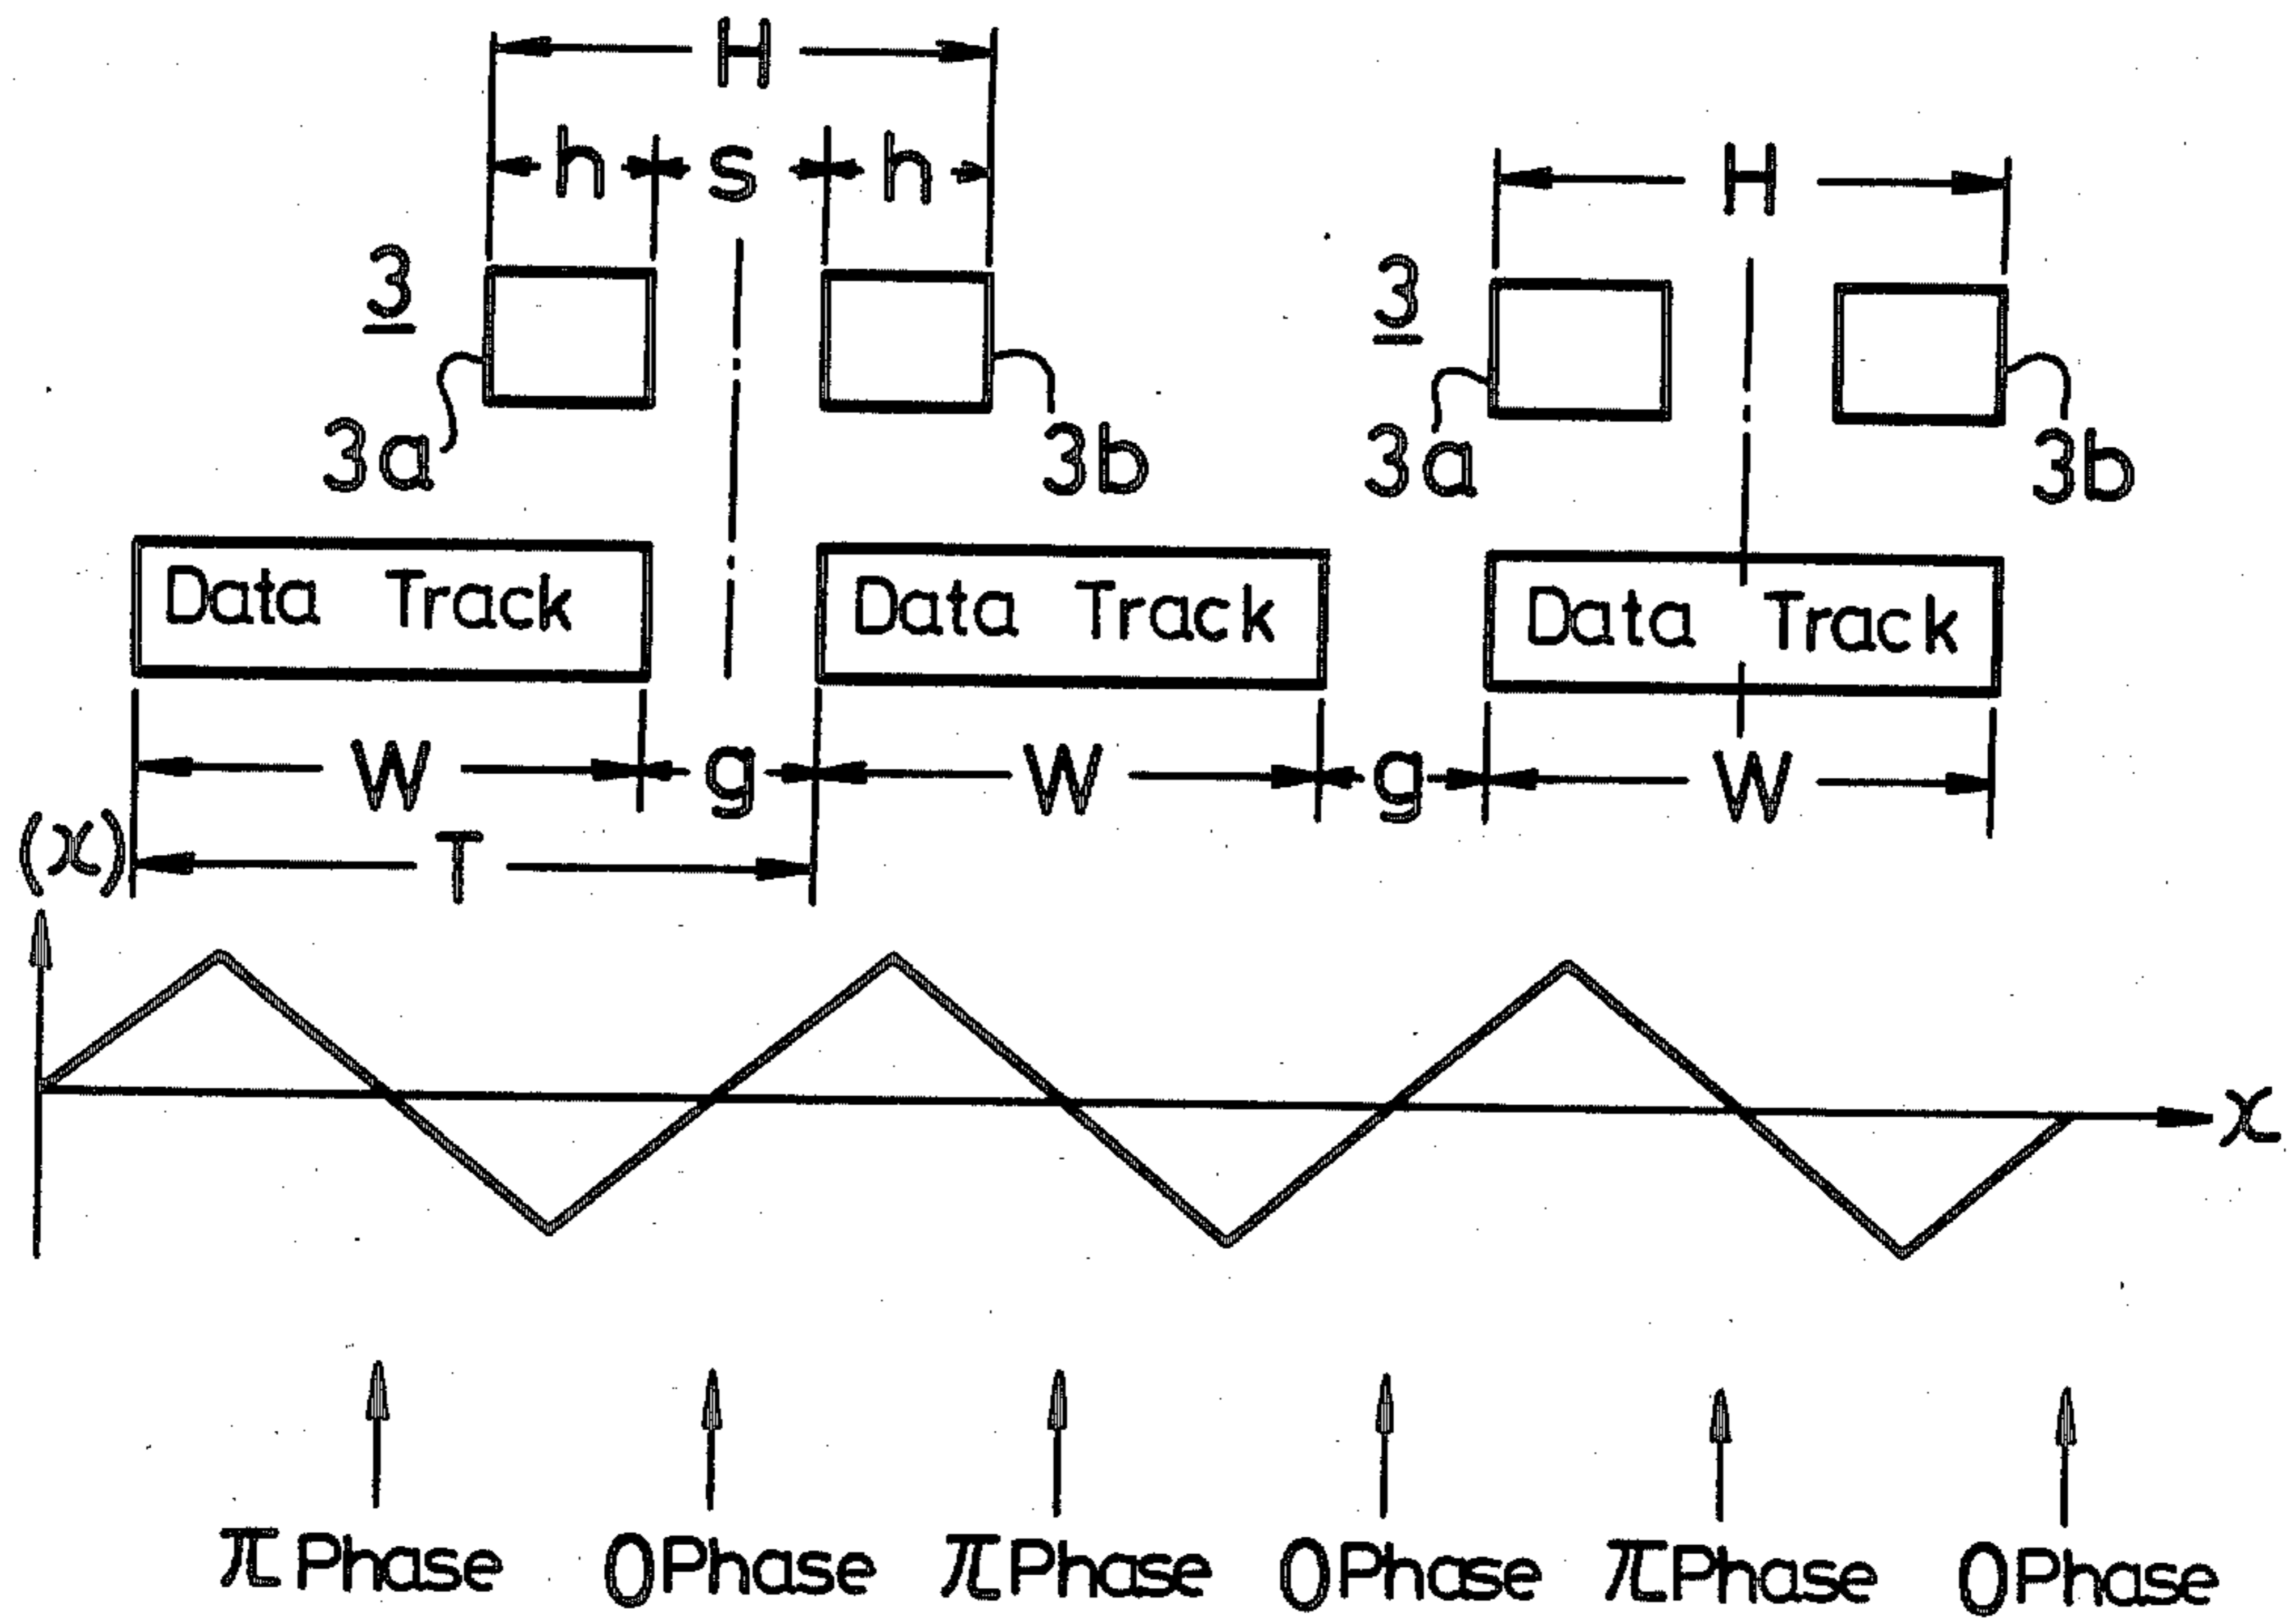 H
h s h
H
3
3
3a
3b
3a
3b
Data Track
Data Track
Data Track
W g W g W
(x)
T
x
π Phase
0 Phase
π Phase
0 Phase
π Phase
0 Phase